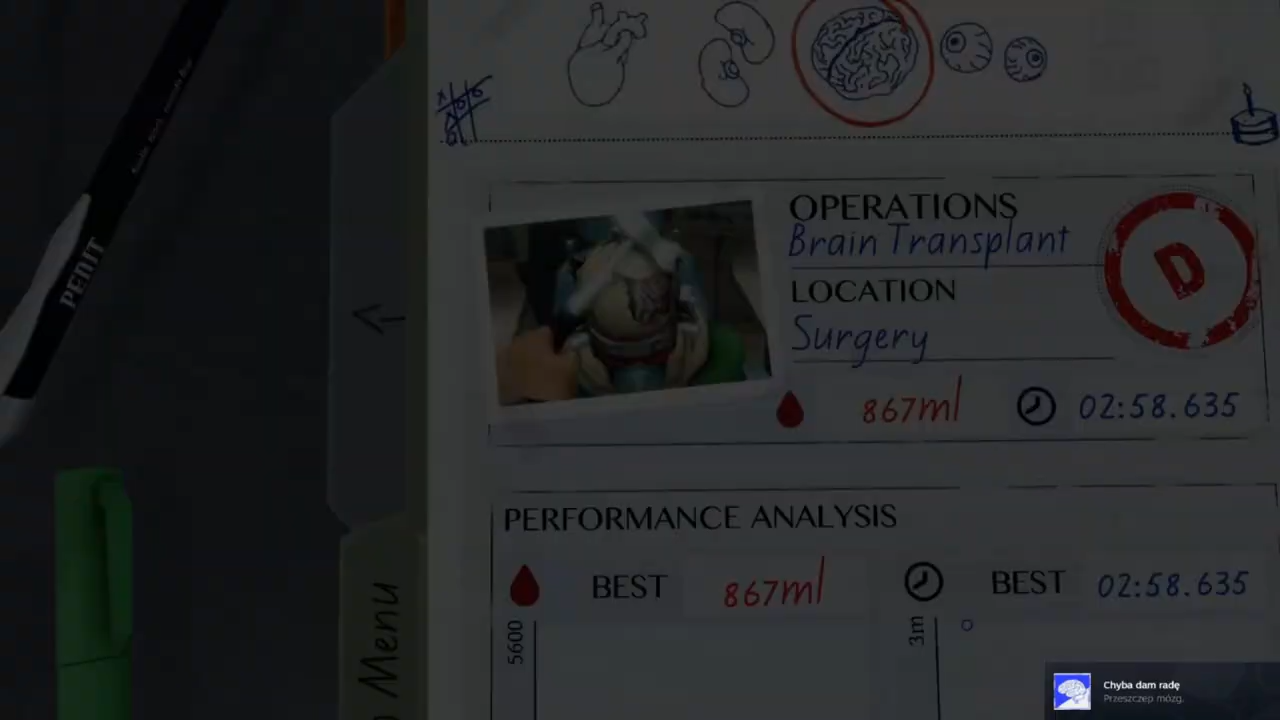 OPERATIONS
Brain Transplant
LOCATION
Surgery
D
867ml
02:58.635
PERFORMANCE ANALYSIS
BEST 867ml
BEST 02:58.635
5600
3m
PENIT
Menu
Chyba dam radę
Przeszczep mózg.